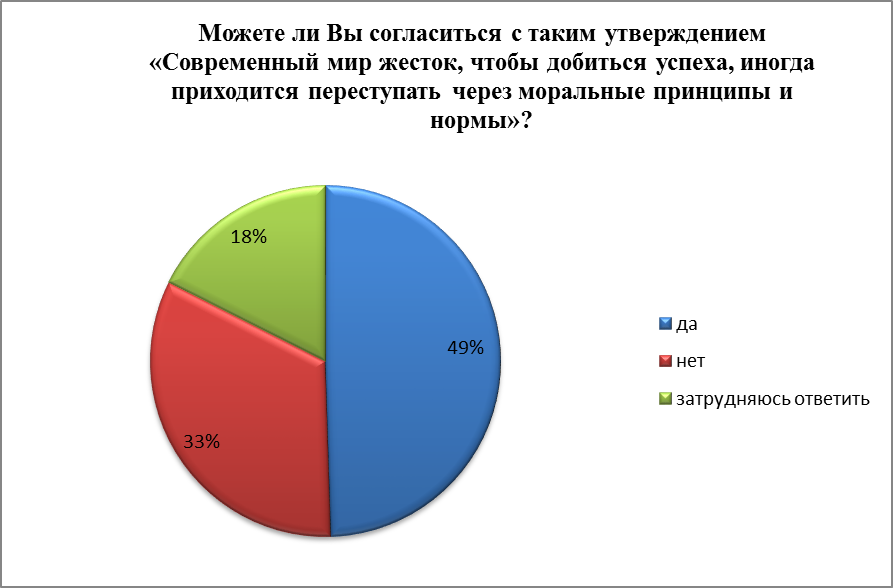 Можете ли Вы согласиться с таким утверждением
«Современный мир жесток, чтобы добиться успеха, иногда
приходится переступать через моральные принципы и
нормы»?
18%
49%
33%
да
нет
затрудняюсь ответить